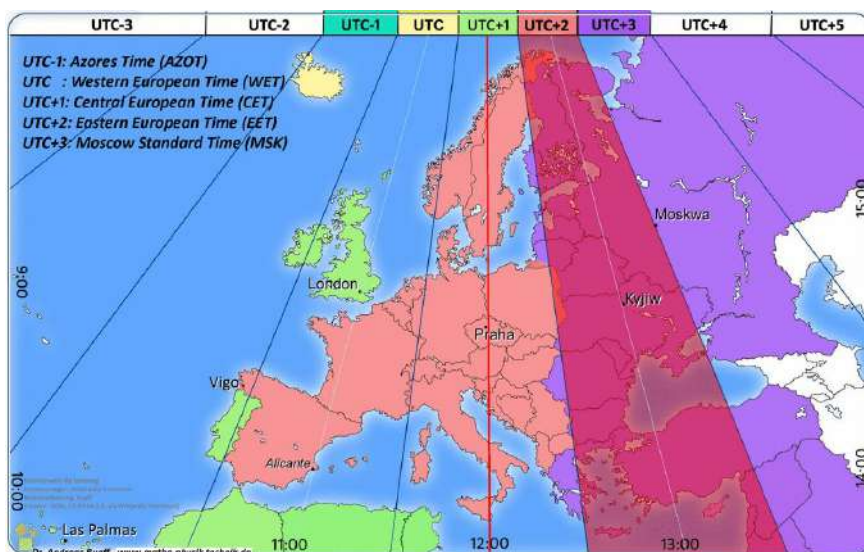 UTC-3 UTC-2 UTC-1 UTC UTC+1 UTC+2 UTC+3 UTC+4 UTC+5
UTC-1: Azores Time (AZOT)
UTC : Western European Time (WET)
UTC+1: Central European Time (CET)
UTC+2: Eastern European Time (EET)
UTC+3: Moscow Standard Time (MSK)
15:00
Moskwa
9:00
London
Kyjiw
Praha
Vigo
Alicante
14:00
10:00
Las Palmas
11:00 12:00 13:00